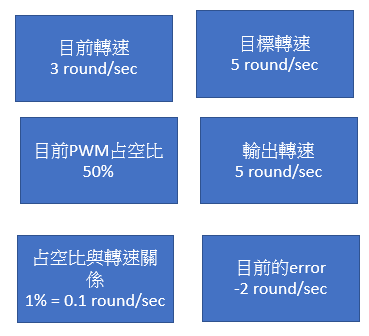 目前轉速
3 round/sec
目標轉速
5 round/sec
目前PWM占空比
50%
輸出轉速
5 round/sec
占空比與轉速關
係
1% = 0.1 round/sec
目前的error
-2 round/sec